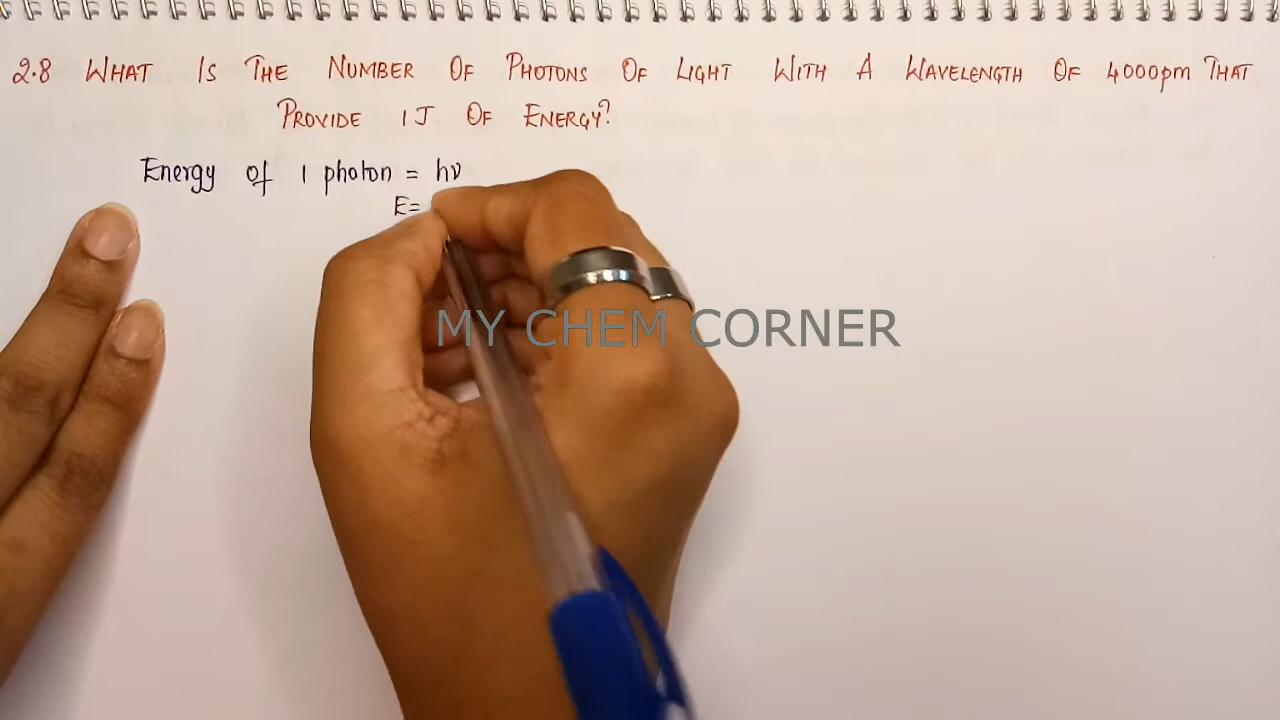 2.8 WHAT IS THE NUMBER OF PHOTONS OF LIGHT WITH A WAVELENGTH OF 4000pm THAT
PROVIDE 1 J OF ENERGY?
Energy of 1 photon = hν
E=
MY CHEM CORNER